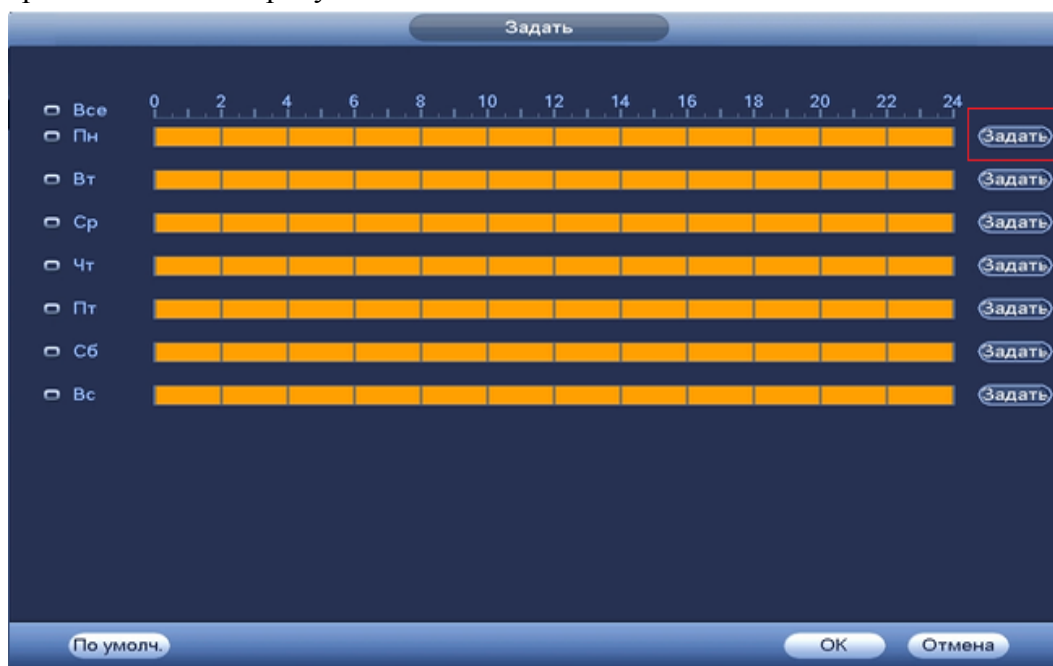 Задать
Все 0 2 4 6 8 10 12 14 16 18 20 22 24
Пн Задать
Вт Задать
Ср Задать
Чт Задать
Пт Задать
Сб Задать
Вс Задать
По умолч. OK Отмена